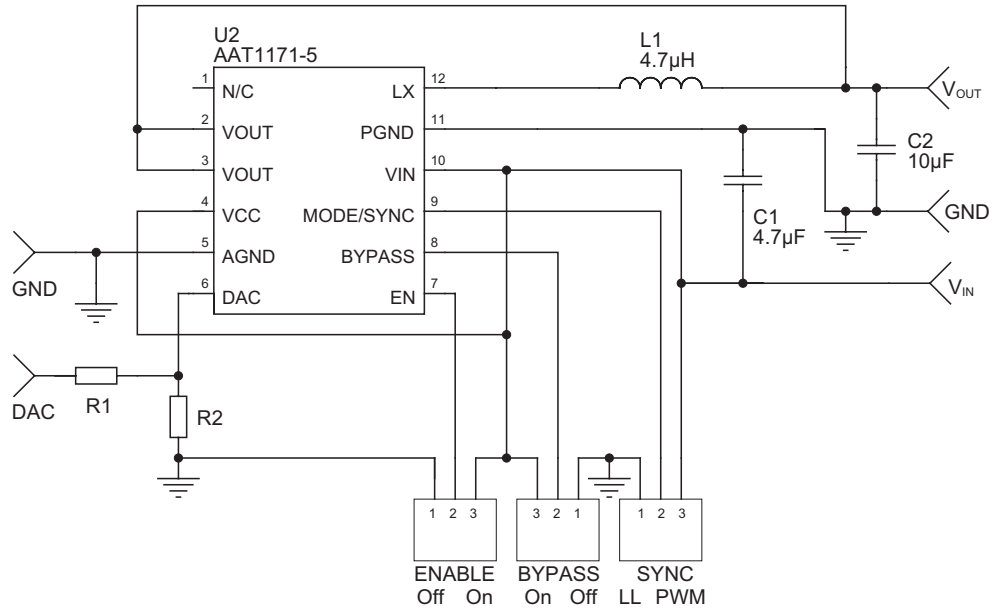 U2
AAT1171-5
L1
4.7µH
1 N/C LX 12
2 VOUT PGND 11
3 VOUT VIN 10
4 VCC MODE/SYNC 9
5 AGND BYPASS 8
6 DAC EN 7
VOUT
C2
10µF
GND
C1
4.7µF
VIN
GND
DAC
R1
R2
1 2 3
3 2 1
1 2 3
ENABLE
Off On
BYPASS
On Off
SYNC
LL PWM